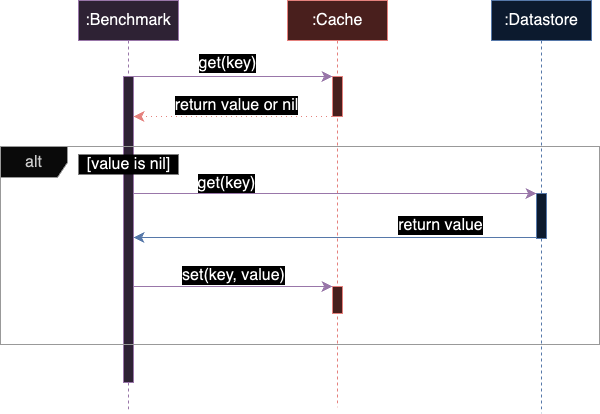 :Benchmark
:Cache
:Datastore
get(key)
return value or nil
alt
[value is nil]
get(key)
return value
set(key, value)